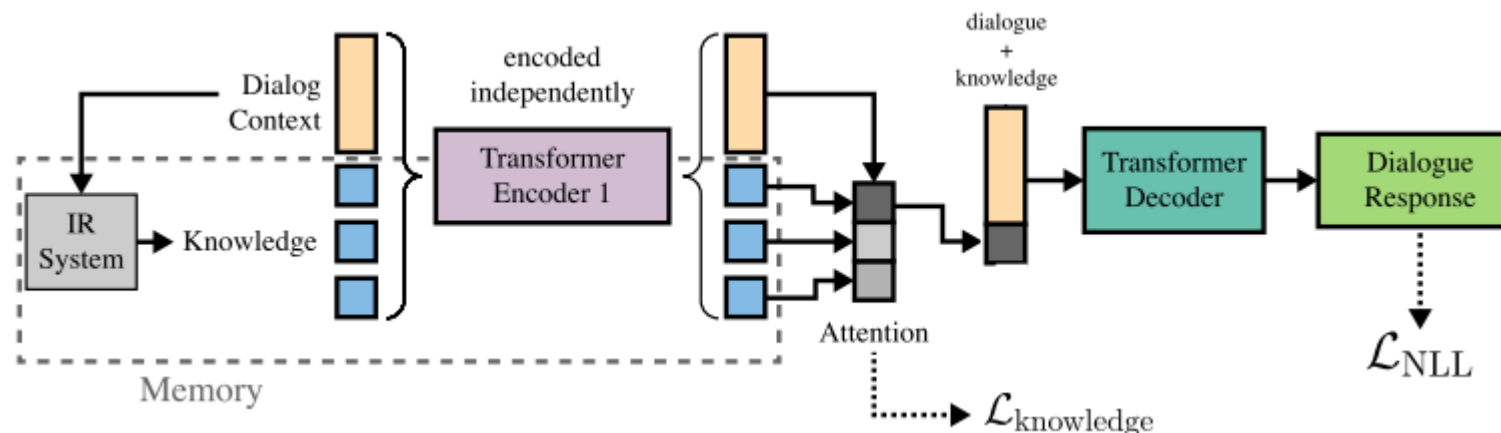 Dialog
Context
IR
System
Knowledge
Memory
encoded
independently
Transformer
Encoder 1
Attention
ℒknowledge
dialogue
+
knowledge
Transformer
Decoder
Dialogue
Response
ℒNLL